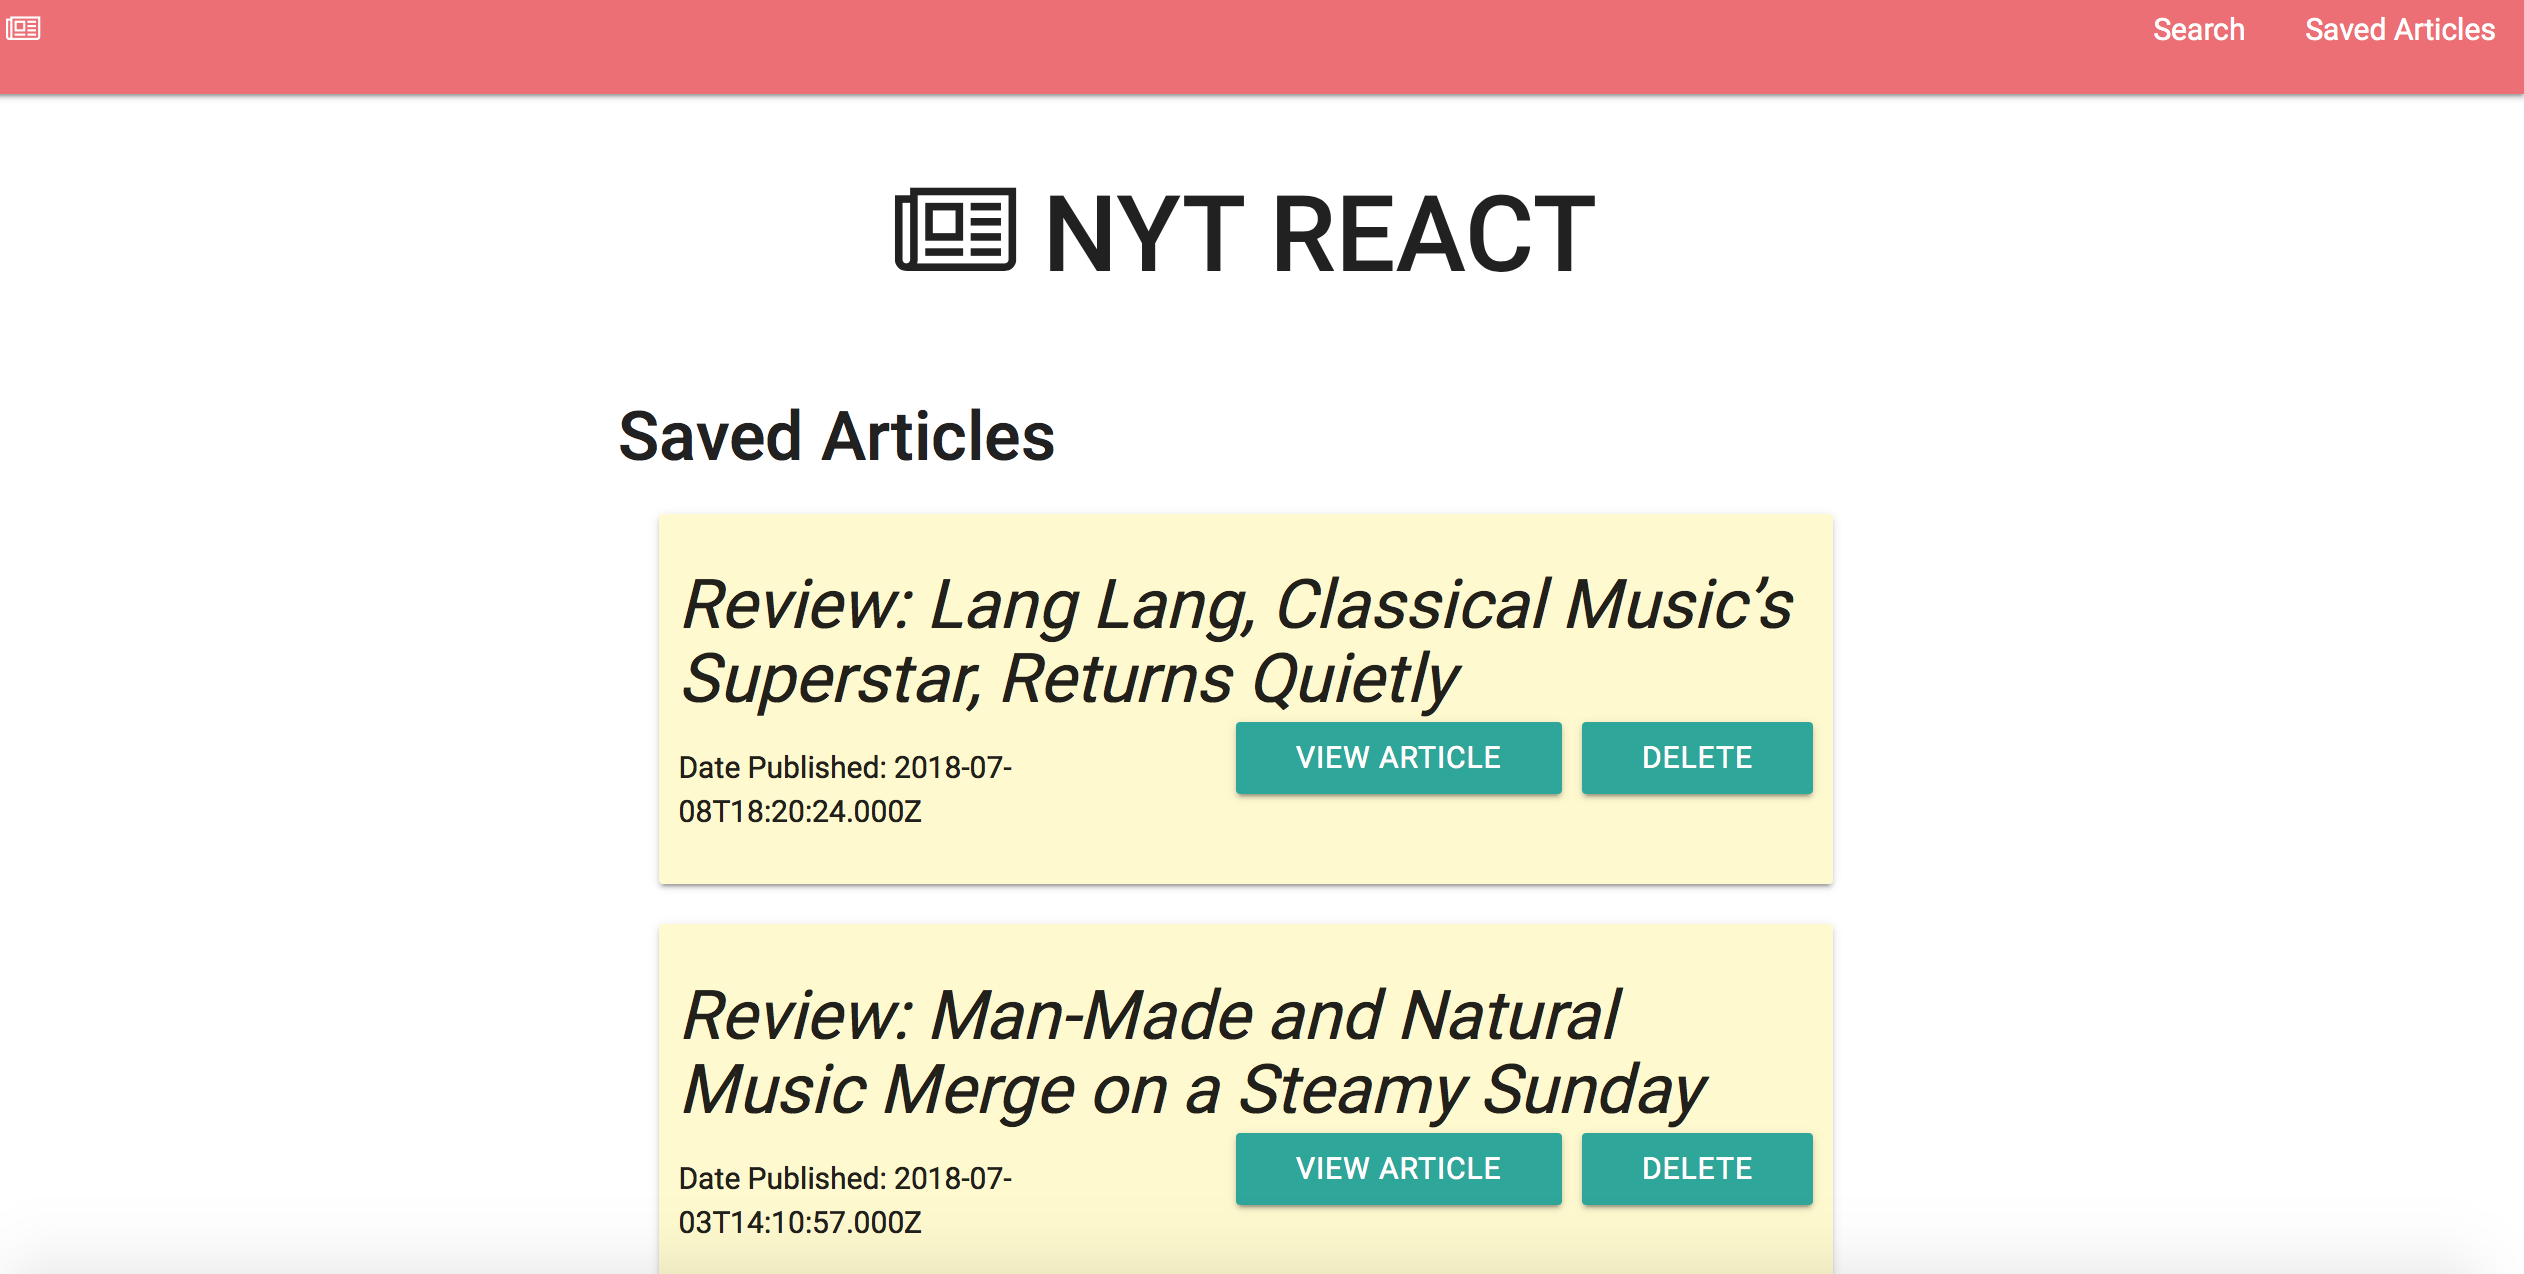 Search Saved Articles
NYT REACT
Saved Articles
Review: Lang Lang, Classical Music’s
Superstar, Returns Quietly
VIEW ARTICLE DELETE
Date Published: 2018-07-
08T18:20:24.000Z
Review: Man-Made and Natural
Music Merge on a Steamy Sunday
VIEW ARTICLE DELETE
Date Published: 2018-07-
03T14:10:57.000Z